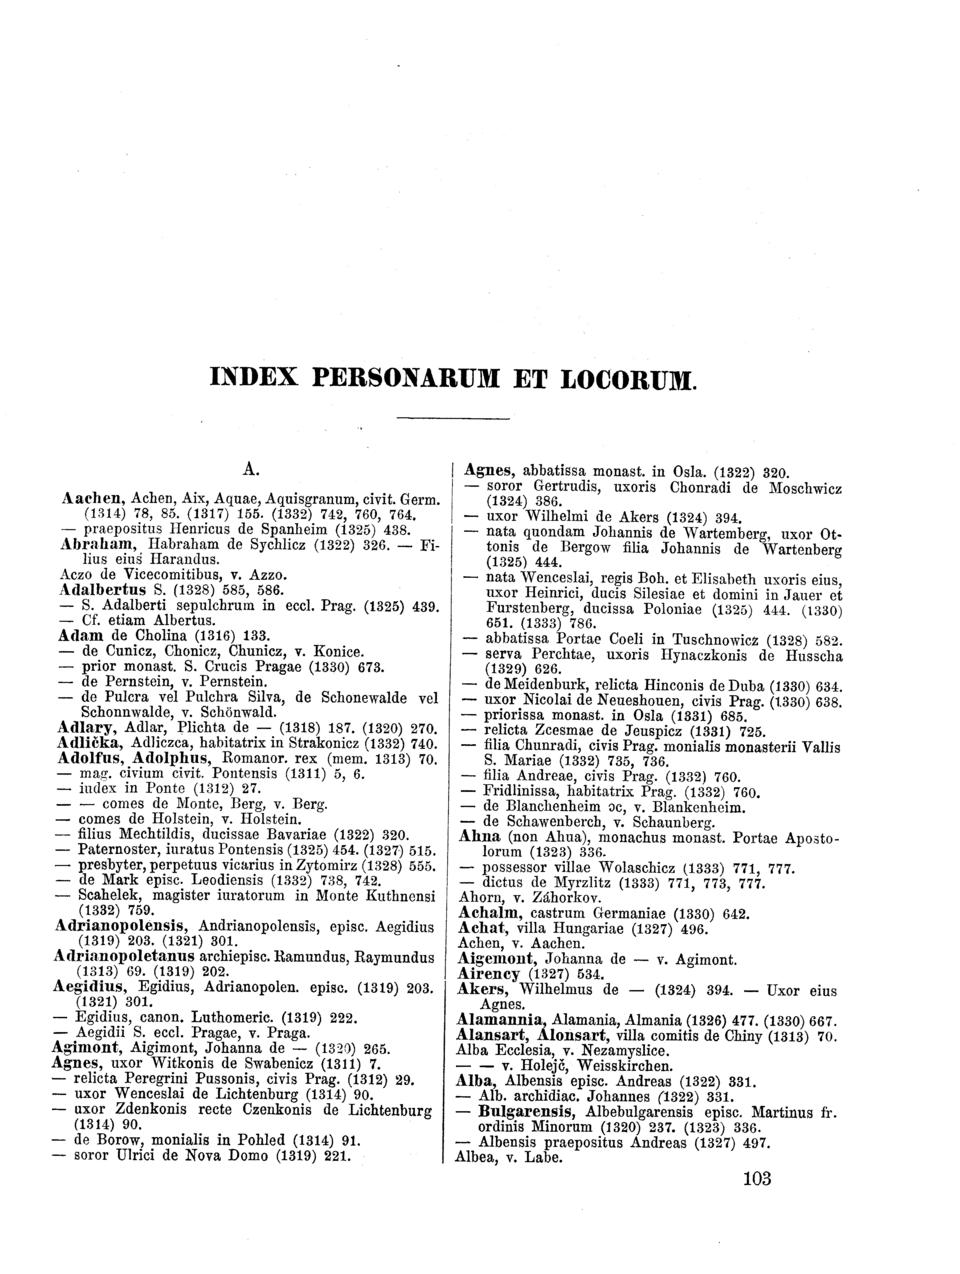 INDEX PERSONARUM ET LOCORUM.
A.
Aachen, Achen, Aix, Aquae, Aquisgranum, civit. Germ.
(1314) 78, 85. (1317) 155. (1332) 742, 760, 764.
— praepositus Henricus de Spanheim (1325) 438.
Abraham, Habraham de Sychlicz (1322) 326. — Fi-
lius eius Harandus.
Aczo de Vicecomitibus, v. Azzo.
Adalbertus S. (1328) 585, 586.
— S. Adalberti sepulchrum in eccl. Prag. (1325) 439.
— Cf. etiam Albertus.
Adam de Cholina (1316) 133.
— de Cunicz, Chonicz, Chunicz, v. Konice.
— prior monast. S. Crucis Pragae (1330) 673.
— de Pernstein, v. Pernstein.
— de Pulcra vel Pulchra Silva, de Schonewalde vel
Schonnwalde, v. Schönwald.
Adlary, Adlar, Plichta de — (1318) 187. (1320) 270.
Adlička, Adliczca, habitatrix in Strakonicz (1332) 740.
Adolfus, Adolphus, Romanor. rex (mem. 1313) 70.
— mag. civium civit. Pontensis (1311) 5, 6.
— iudex in Ponte (1312) 27.
— — comes de Monte, Berg, v. Berg.
— comes de Holstein, v. Holstein.
— filius Mechtildis, ducissae Bavariae (1322) 320.
— Paternoster, iuratus Pontensis (1325) 454. (1327) 515.
— presbyter, perpetuus vicarius in Zytomirz (1328) 555.
— de Mark episc. Leodiensis (1332) 738, 742.
— Scahelek, magister iuratorum in Monte Kuthnensi
(1332) 759.
Adrianopolensis, Andrianopolensis, episc. Aegidius
(1319) 203. (1321) 301.
Adrianopoletanus archiepisc. Ramundus, Raymundus
(1313) 69. (1319) 202.
Aegidius, Egidius, Adrianopolen. episc. (1319) 203.
(1321) 301.
— Egidius, canon. Luthomeric. (1319) 222.
— Aegidii S. eccl. Pragae, v. Praga.
Agimont, Aigimont, Johanna de — (1320) 265.
Agnes, uxor Witkonis de Swabenicz (1311) 7.
— relicta Peregrini Pussonis, civis Prag. (1312) 29.
— uxor Wenceslai de Lichtenburg (1314) 90.
— uxor Zdenkonis recte Czenkonis de Lichtenburg
(1314) 90.
— de Borow, monialis in Pohled (1314) 91.
— soror Ulrici de Nova Domo (1319) 221.
Agnes, abbatissa monast. in Osla. (1322) 320.
— soror Gertrudis, uxoris Chonradi de Moschwicz
(1324) 386.
— uxor Wilhelmi de Akers (1324) 394.
— nata quondam Johannis de Wartemberg, uxor Ot-
tonis de Bergow filia Johannis de Wartenberg
(1325) 444.
— nata Wenceslai, regis Boh. et Elisabeth uxoris eius,
uxor Heinrici, ducis Silesiae et domini in Jauer et
Furstenberg, ducissa Poloniae (1325) 444. (1330)
651. (1333) 786.
— abbatissa Portae Coeli in Tuschnowicz (1328) 582.
— serva Perchtae, uxoris Hynaczkonis de Husscha
(1329) 626.
— de Meidenburk, relicta Hinconis de Duba (1330) 634.
— uxor Nicolai de Neueshouen, civis Prag. (1330) 638.
— priorissa monast. in Osla (1331) 685.
— relicta Zcesmae de Jeuspicz (1331) 725.
— filia Chunradi, civis Prag. monialis monasterii Vallis
S. Mariae (1332) 735, 736.
— filia Andreae, civis Prag. (1332) 760.
— Fridlinissa, habitatrix Prag. (1332) 760.
— de Blanchenheim oc, v. Blankenheim.
— de Schawenberch, v. Schaunberg.
Ahna (non Ahua), monachus monast. Portae Aposto-
lorum (1323) 336.
— possessor villae Wolaschicz (1333) 771, 777.
— dictus de Myrzlitz (1333) 771, 773, 777.
Ahorn, v. Záhorkov.
Achalm, castrum Germaniae (1330) 642.
Achat, villa Hungariae (1327) 496.
Achen, v. Aachen.
Aigemont, Johanna de — v. Agimont.
Airency (1327) 534.
Akers, Wilhelmus de — (1324) 394. — Uxor eius
Agnes.
Alamannia, Alamania, Almania (1326) 477. (1330) 667.
Alansart, Alonsart, villa comitis de Chiny (1313) 70.
Alba Ecclesia, v. Nezamyslice.
— — v. Holejč, Weisskirchen.
Alba, Albensis episc. Andreas (1322) 331.
— Alb. archidiac. Johannes (1322) 331.
— Bulgarensis, Albebulgarensis episc. Martinus fr.
ordinis Minorum (1320) 237. (1323) 336.
— Albensis praepositus Andreas (1327) 497.
Albea, v. Labe.
103